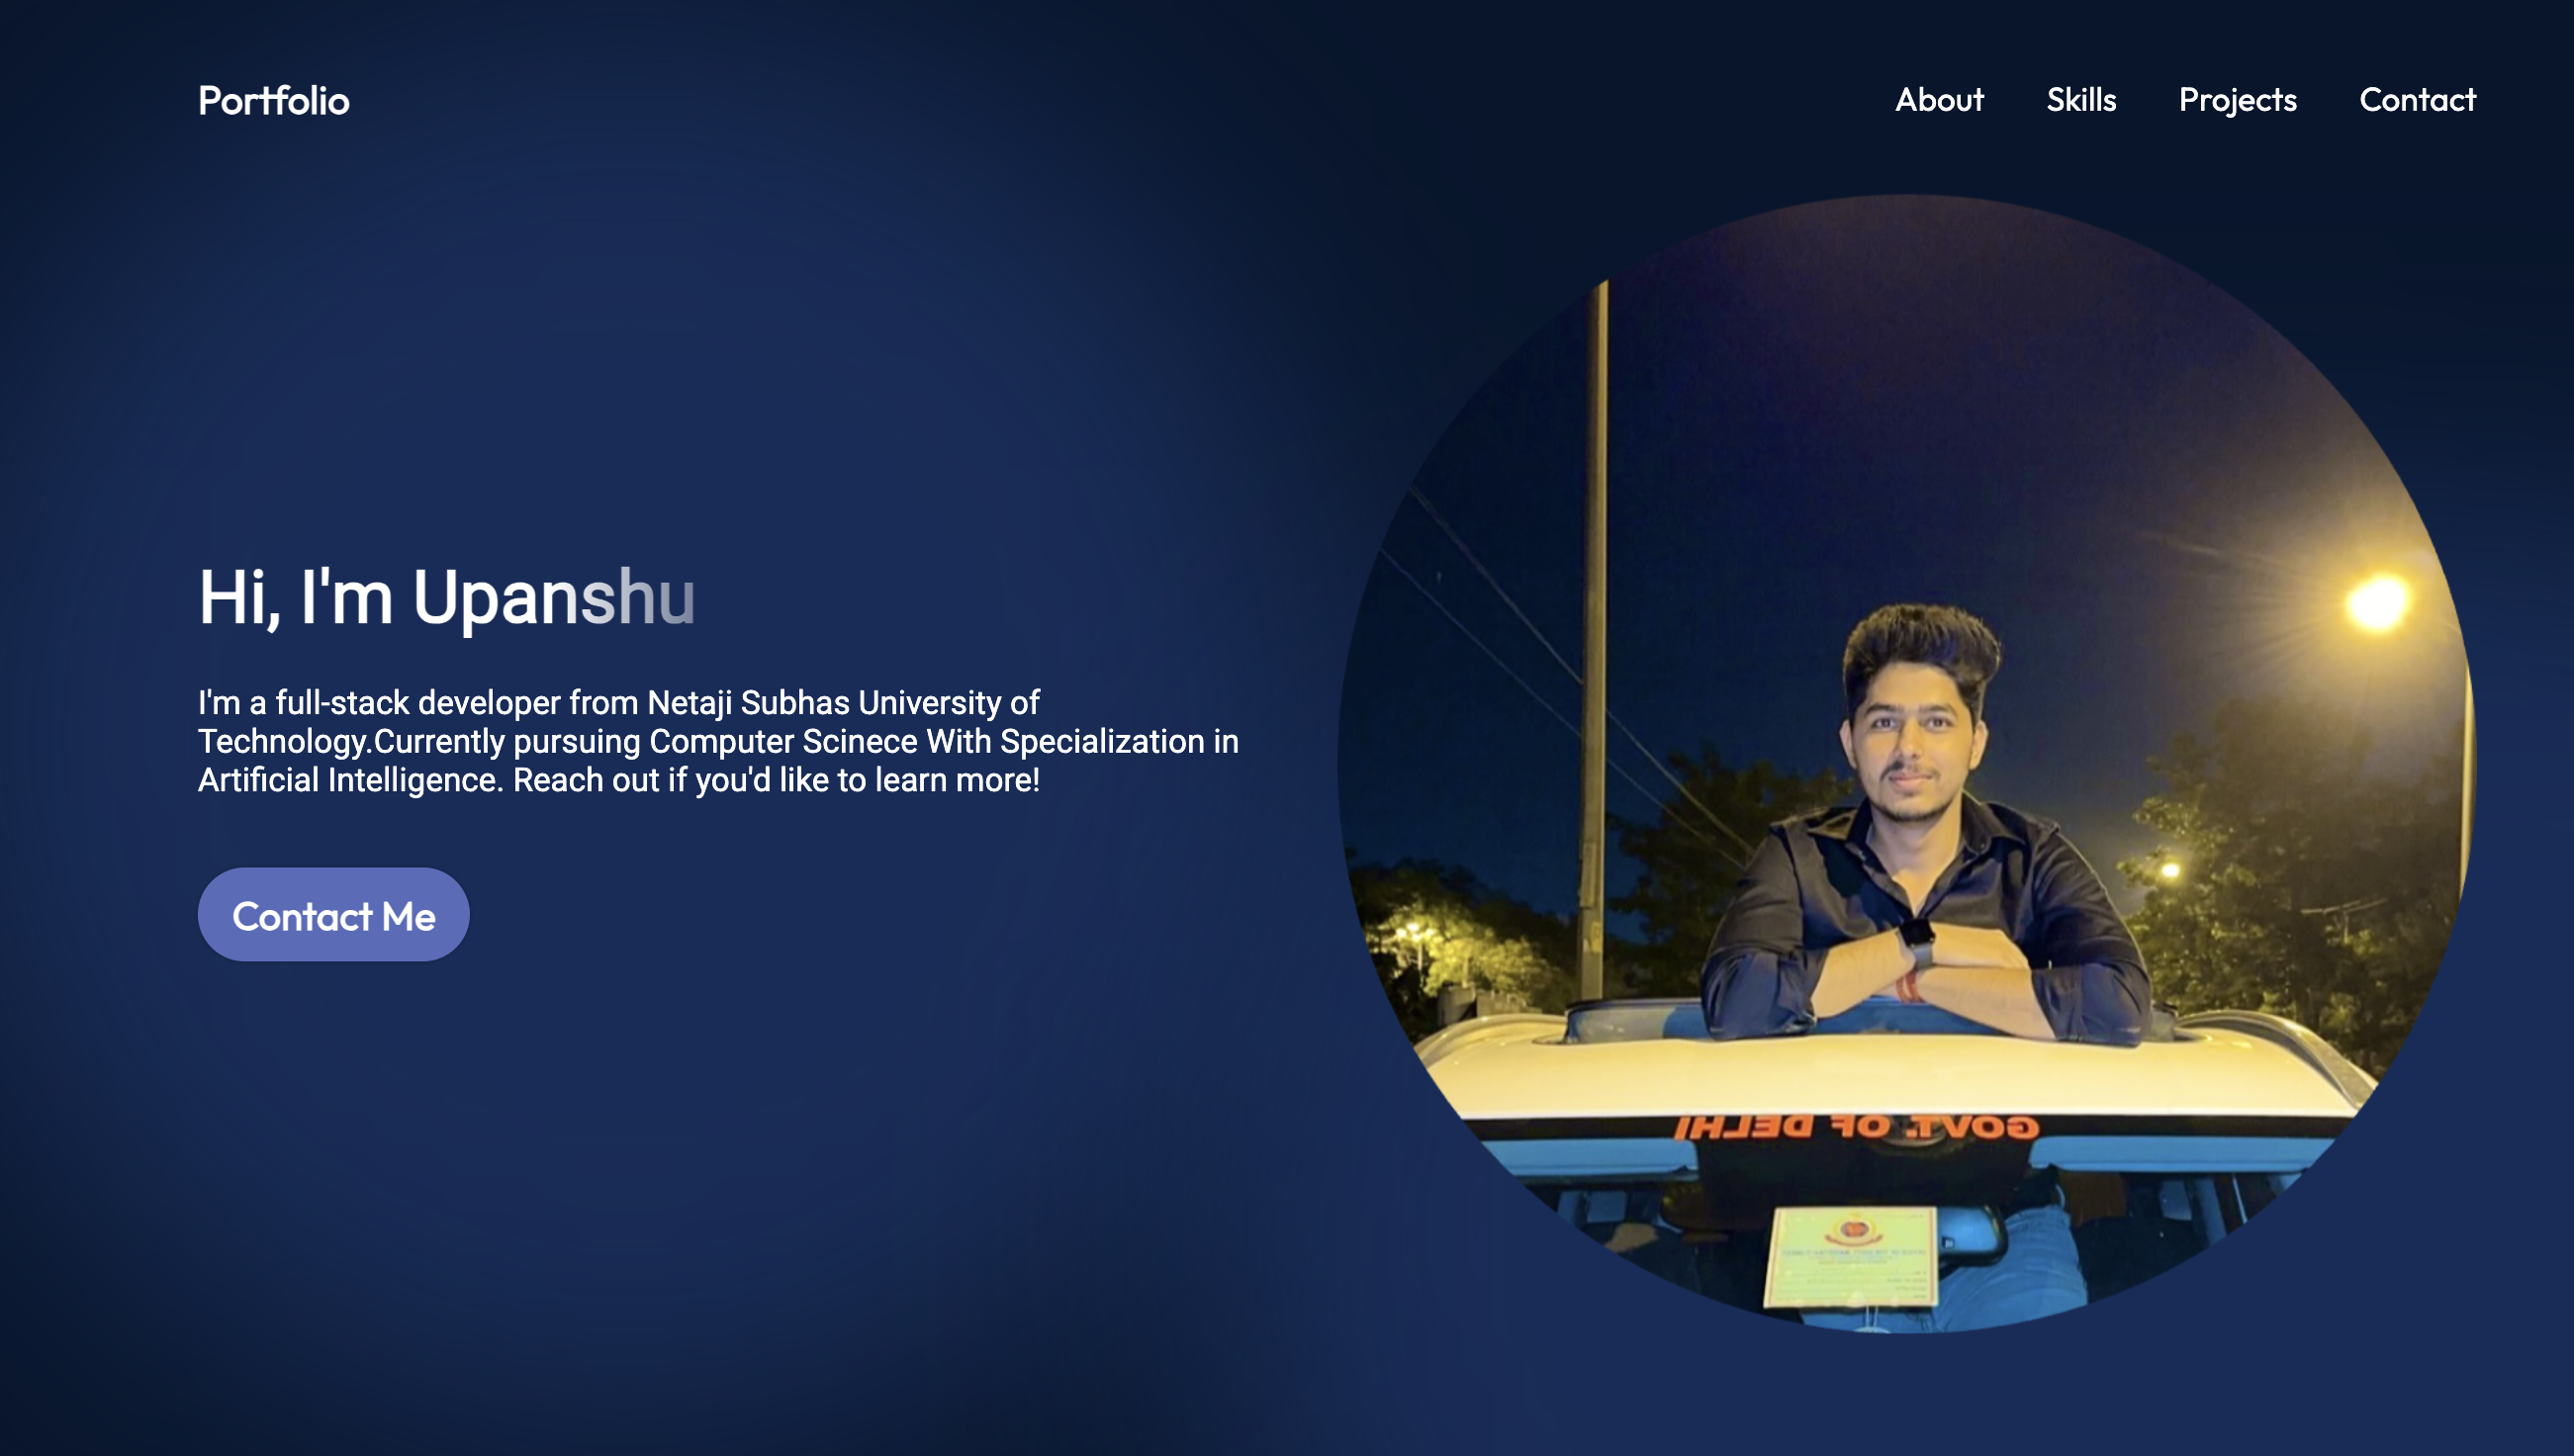 Portfolio
About Skills Projects Contact
Hi, I'm Upanshu
I'm a full-stack developer from Netaji Subhas University of
Technology.Currently pursuing Computer Scinece With Specialization in
Artificial Intelligence. Reach out if you'd like to learn more!
Contact Me
GOVT. OF DELHI